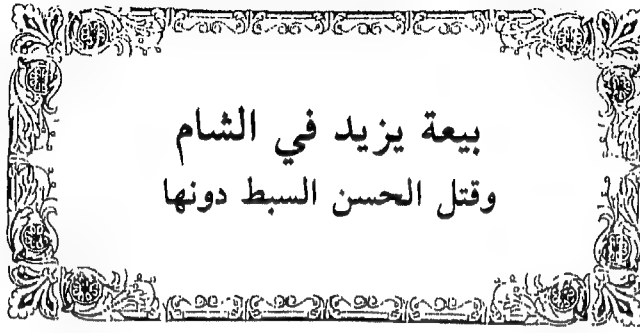 بيعة يزيد في الشام
وقتل الحسن السبط دونها